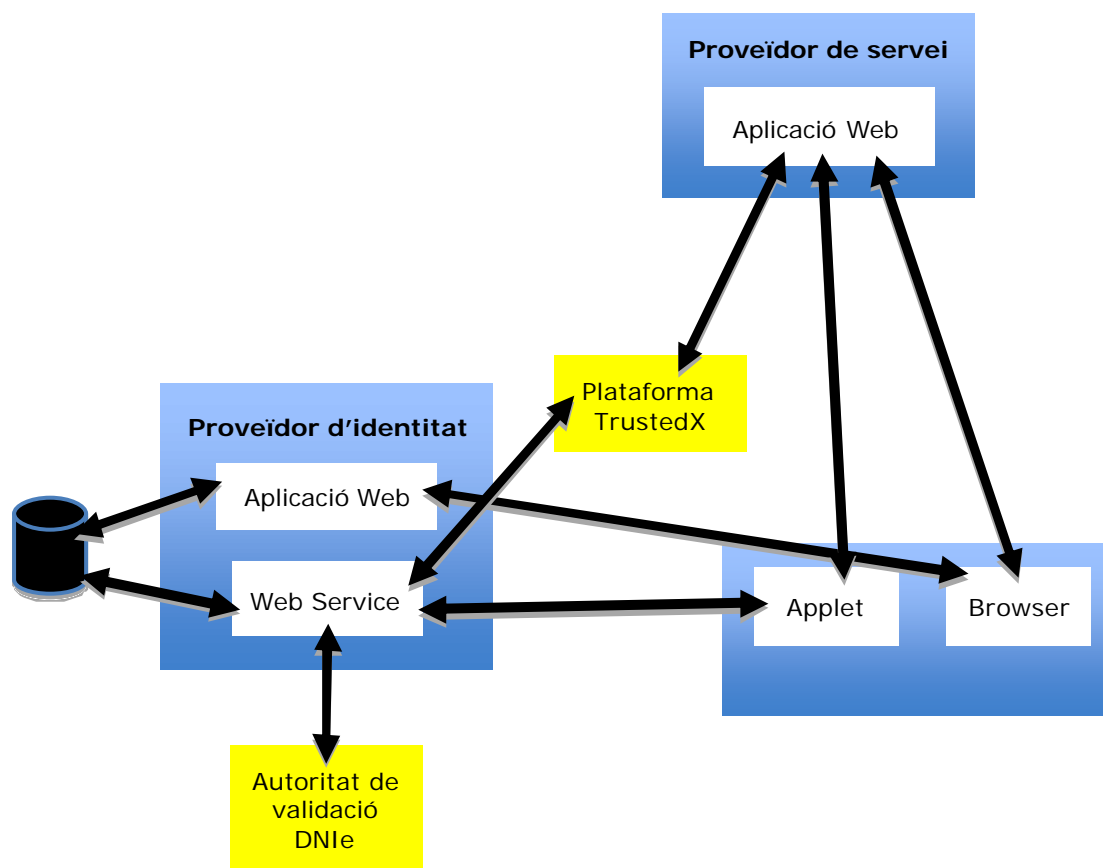 Proveïdor de servei
Aplicació Web
Plataforma
TrustedX
Proveïdor d'identitat
Aplicació Web
Web Service
Applet
Browser
Autoritat de
validació
DNIe